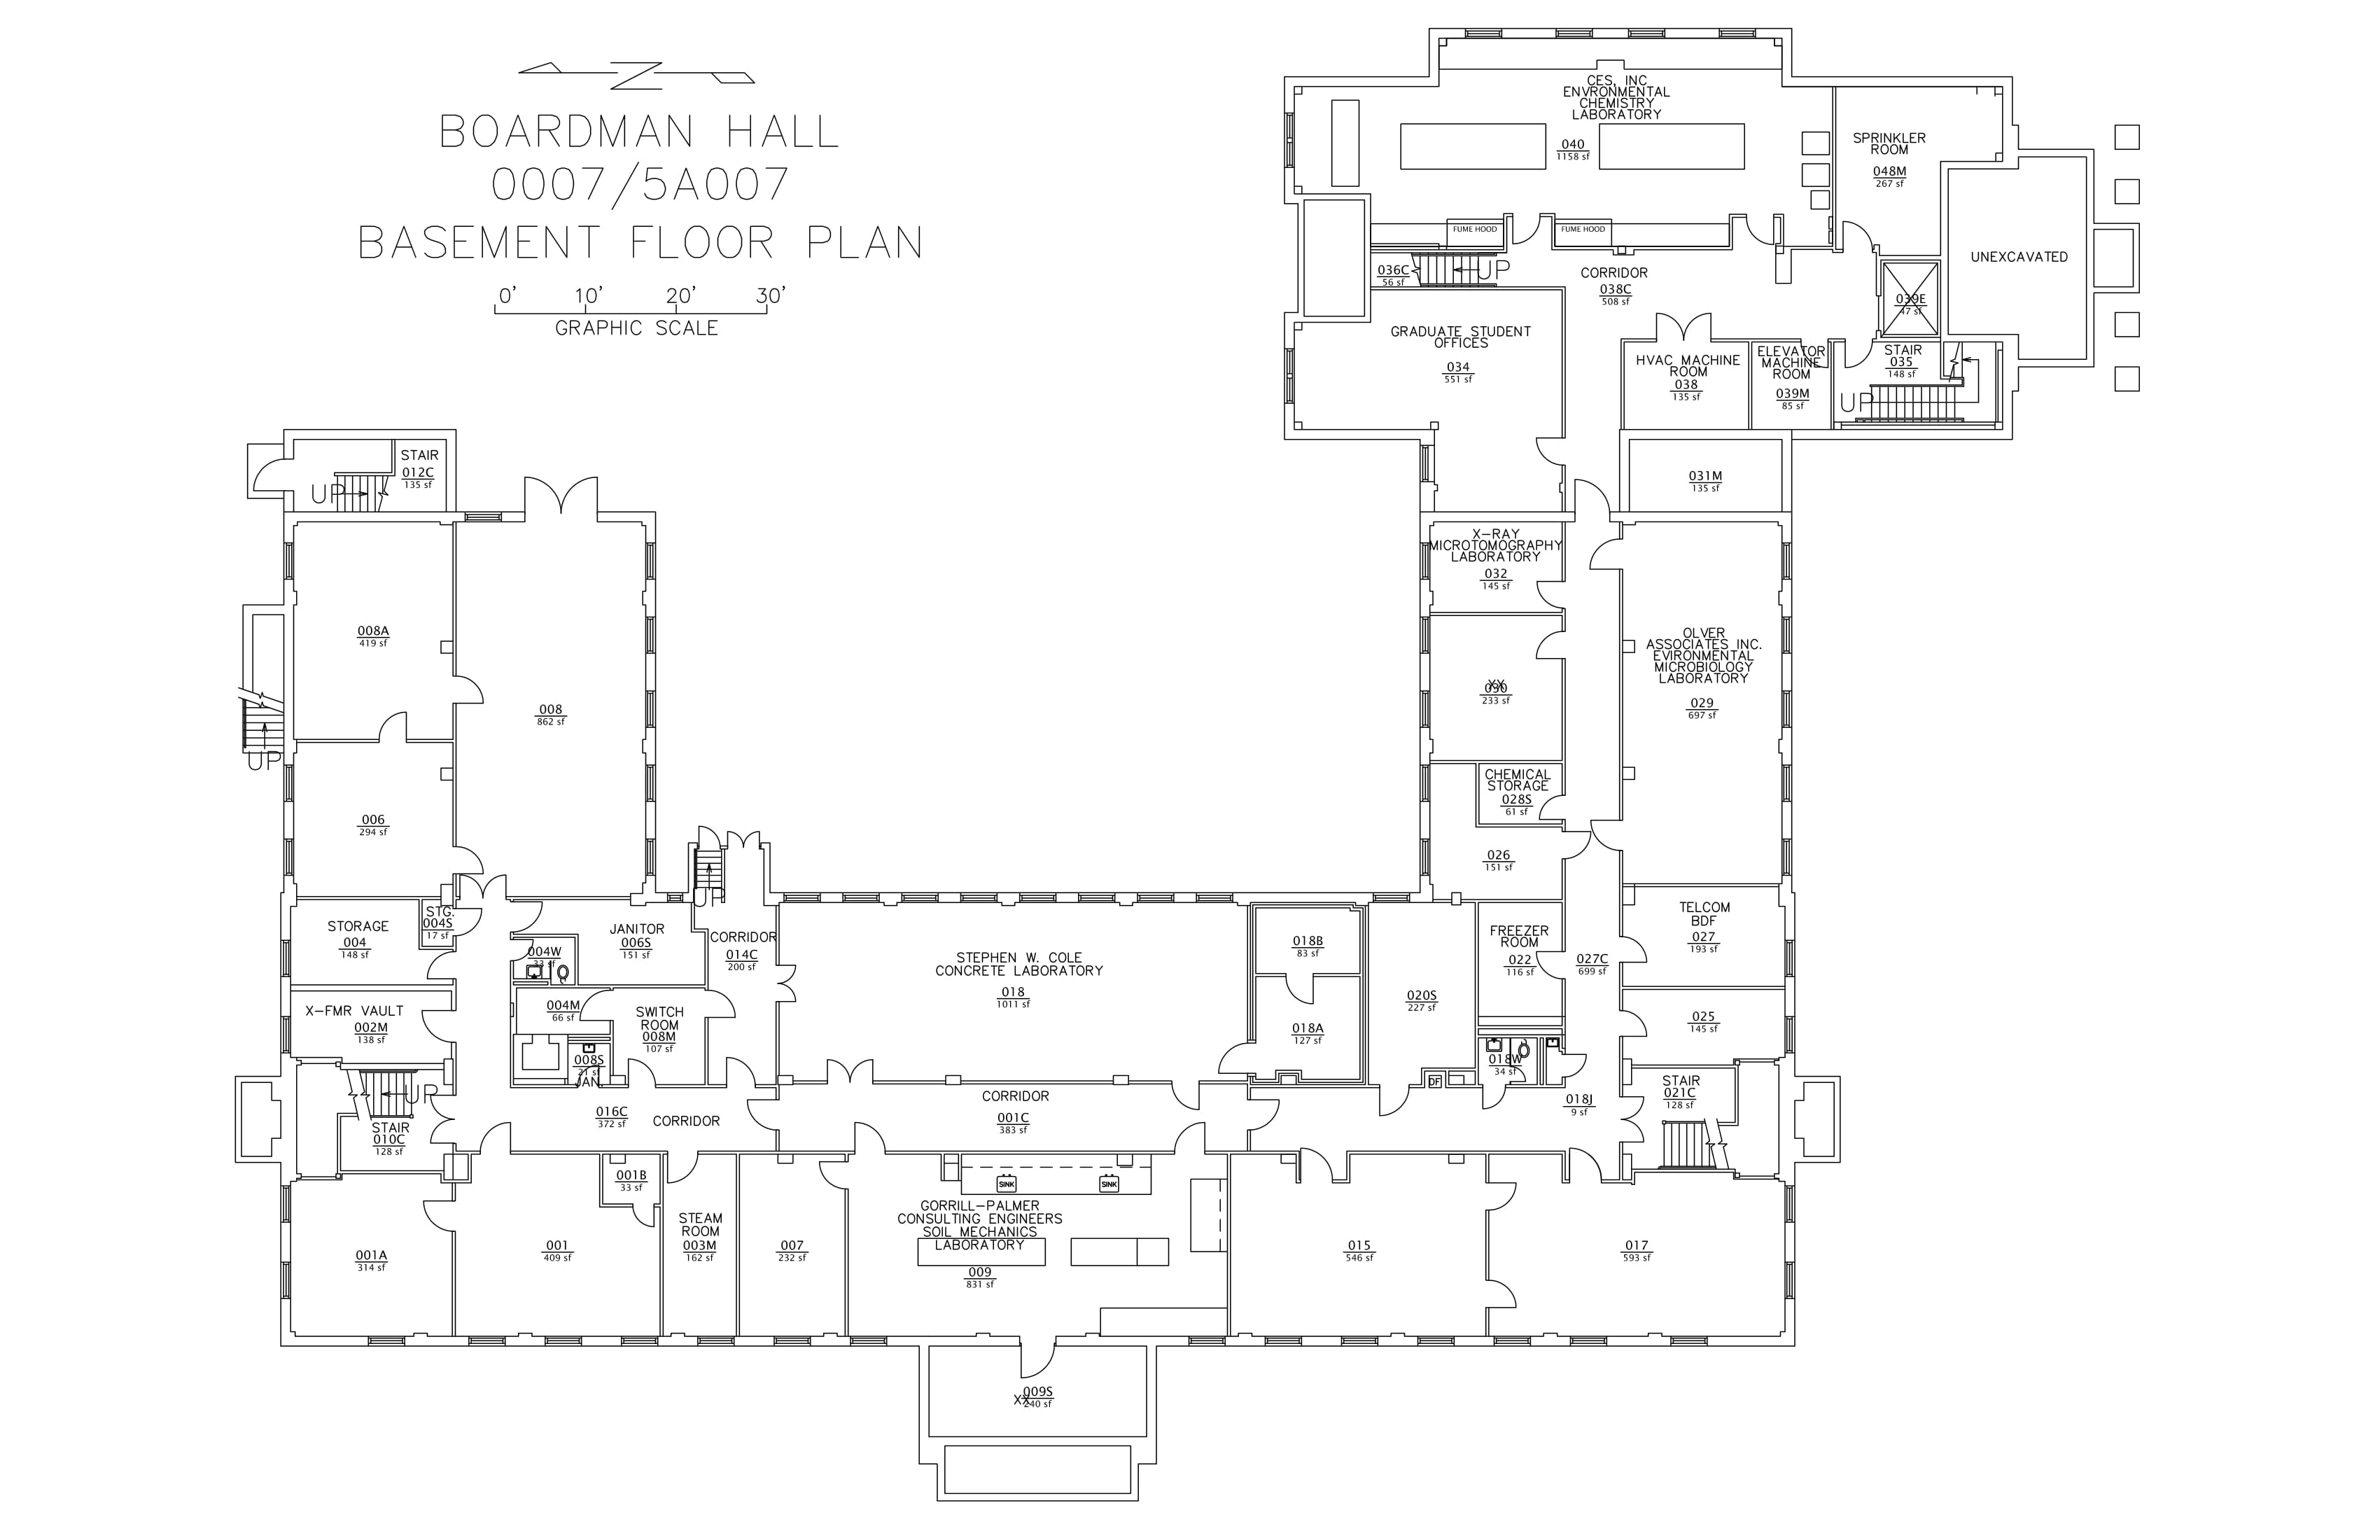 N
BOARDMAN HALL
0007/5A007
BASEMENT FLOOR PLAN
0' 10' 20' 30'
GRAPHIC SCALE
CES, INC
ENVRONMENTAL
CHEMISTRY
LABORATORY
040
1158 sf
SPRINKLER
ROOM
048M
267 sf
UNEXCAVATED
FUME HOOD
FUME HOOD
036C
56 sf
UP
CORRIDOR
038C
508 sf
039E
47 sf
GRADUATE STUDENT
OFFICES
034
551 sf
HVAC MACHINE
ROOM
038
135 sf
ELEVATOR
MACHINE
ROOM
039M
85 sf
STAIR
035
148 sf
UP
031M
135 sf
STAIR
012C
135 sf
UP
X-RAY
MICROTOMOGRAPHY
LABORATORY
032
145 sf
008A
419 sf
008
862 sf
UP
XX
030
233 sf
OLVER
ASSOCIATES INC.
EVIRONMENTAL
MICROBIOLOGY
LABORATORY
029
697 sf
006
294 sf
CHEMICAL
STORAGE
028S
61 sf
026
151 sf
UP
STORAGE
004
148 sf
STG.
004S
17 sf
JANITOR
006S
151 sf
004W
33 sf
CORRIDOR
014C
200 sf
STEPHEN W. COLE
CONCRETE LABORATORY
018
1011 sf
018B
83 sf
018A
127 sf
020S
227 sf
FREEZER
ROOM
022
116 sf
027C
699 sf
TELCOM
BDF
027
193 sf
025
145 sf
X-FMR VAULT
002M
138 sf
004M
66 sf
SWITCH
ROOM
008M
107 sf
008S
21 sf
JAN.
018W
34 sf
DF
018J
9 sf
STAIR
021C
128 sf
UP
STAIR
010C
128 sf
016C
372 sf
CORRIDOR
CORRIDOR
001C
383 sf
001A
314 sf
001
409 sf
001B
33 sf
STEAM
ROOM
003M
162 sf
007
232 sf
SINK
SINK
GORRILL-PALMER
CONSULTING ENGINEERS
SOIL MECHANICS
LABORATORY
009
831 sf
015
546 sf
017
593 sf
009S
XX
240 sf